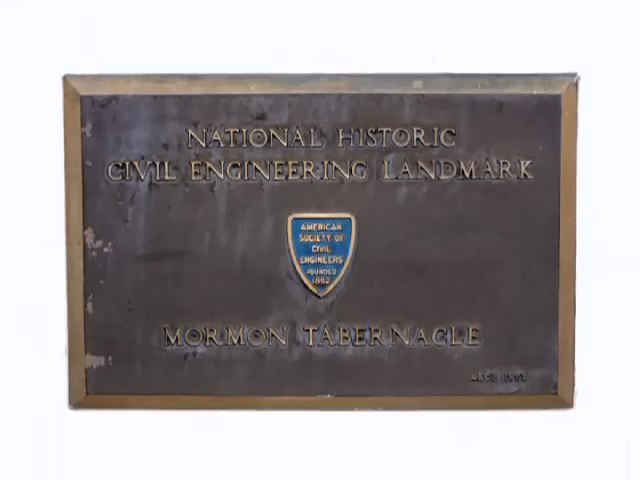 NATIONAL HISTORIC
CIVIL ENGINEERING LANDMARK
AMERICAN
SOCIETY OF
CIVIL
ENGINEERS
FOUNDED
1852
MORMON TABERNACLE